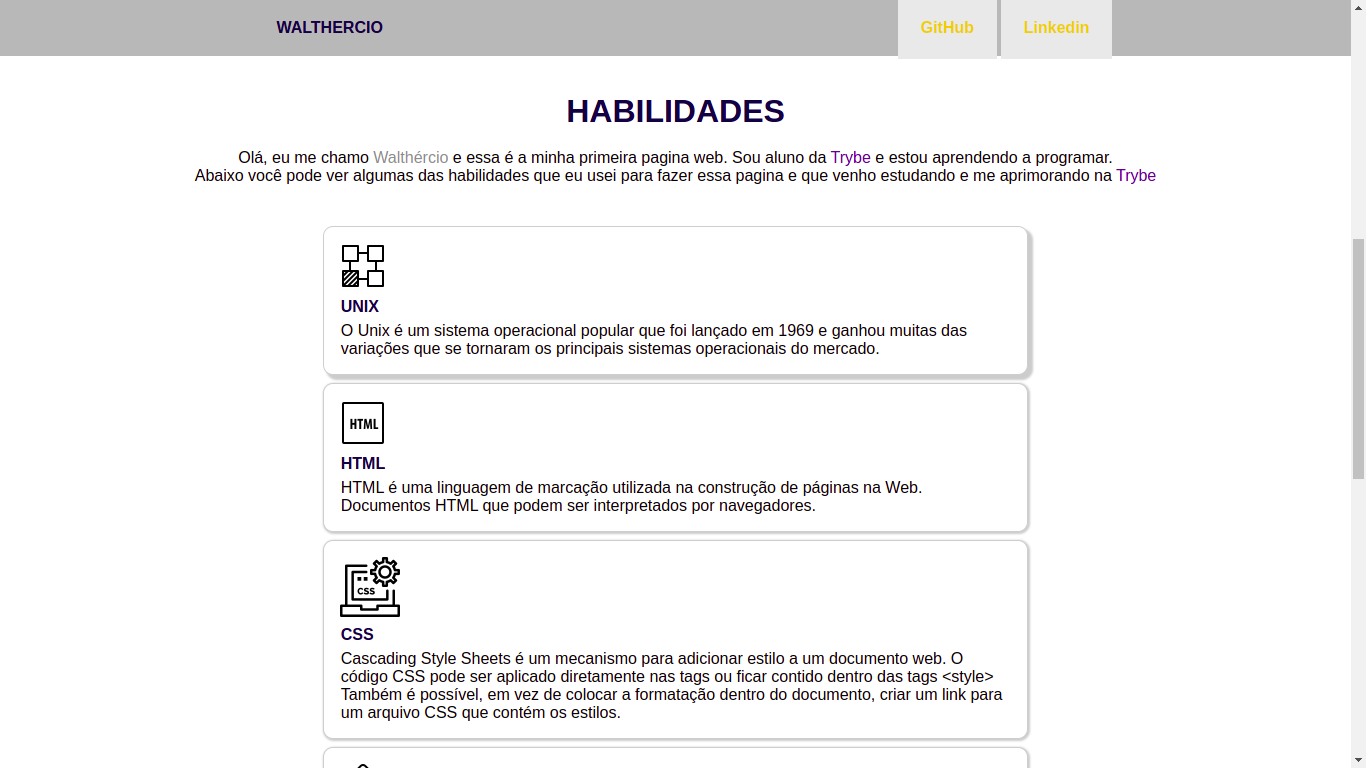 WALTHERCIO
GitHub
Linkedin
HABILIDADES
Olá, eu me chamo Walthércio e essa é a minha primeira pagina web. Sou aluno da Trybe e estou aprendendo a programar.
Abaixo você pode ver algumas das habilidades que eu usei para fazer essa pagina e que venho estudando e me aprimorando na Trybe
UNIX
O Unix é um sistema operacional popular que foi lançado em 1969 e ganhou muitas das
variações que se tornaram os principais sistemas operacionais do mercado.
HTML
HTML
HTML é uma linguagem de marcação utilizada na construção de páginas na Web.
Documentos HTML que podem ser interpretados por navegadores.
CSS
CSS
Cascading Style Sheets é um mecanismo para adicionar estilo a um documento web. O
código CSS pode ser aplicado diretamente nas tags ou ficar contido dentro das tags <style>
Também é possível, em vez de colocar a formatação dentro do documento, criar um link para
um arquivo CSS que contém os estilos.